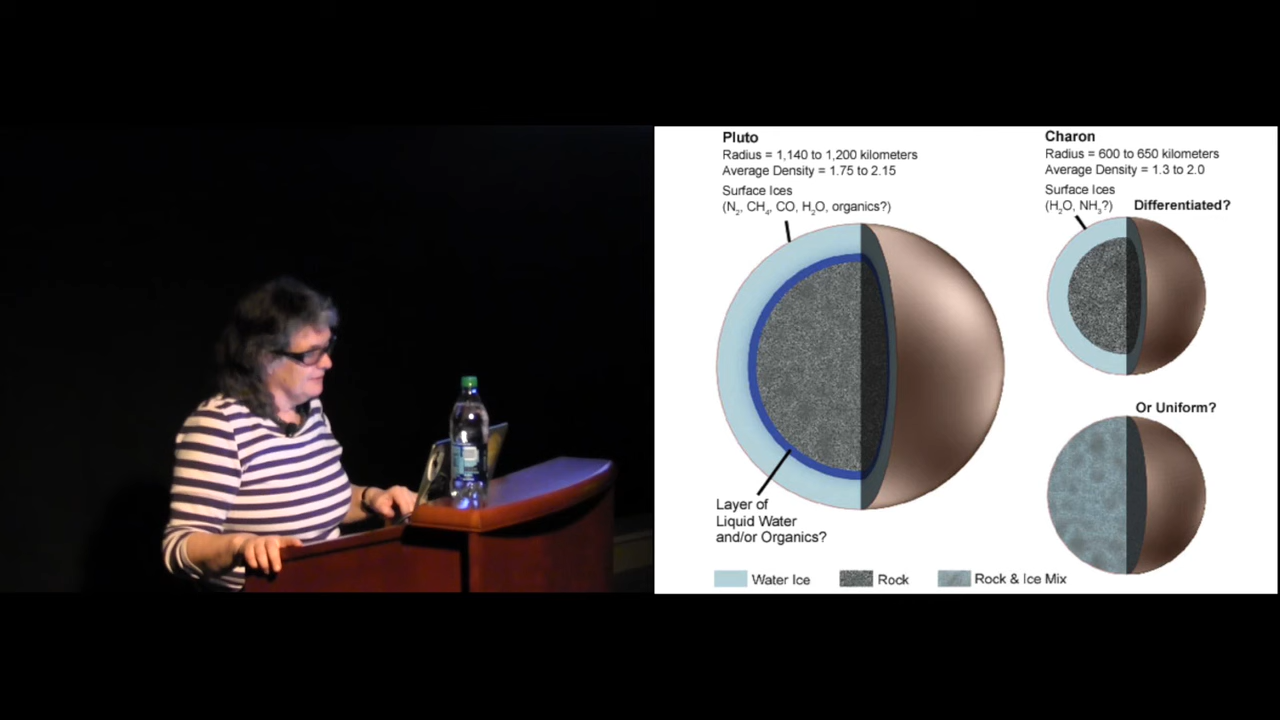 Pluto
Radius = 1,140 to 1,200 kilometers
Average Density = 1.75 to 2.15
Surface Ices
(N₂, CH₄, CO, H₂O, organics?)
Layer of
Liquid Water
and/or Organics?
Charon
Radius = 600 to 650 kilometers
Average Density = 1.3 to 2.0
Surface Ices
(H₂O, NH₃?)
Differentiated?
Or Uniform?
Water Ice
Rock
Rock & Ice Mix